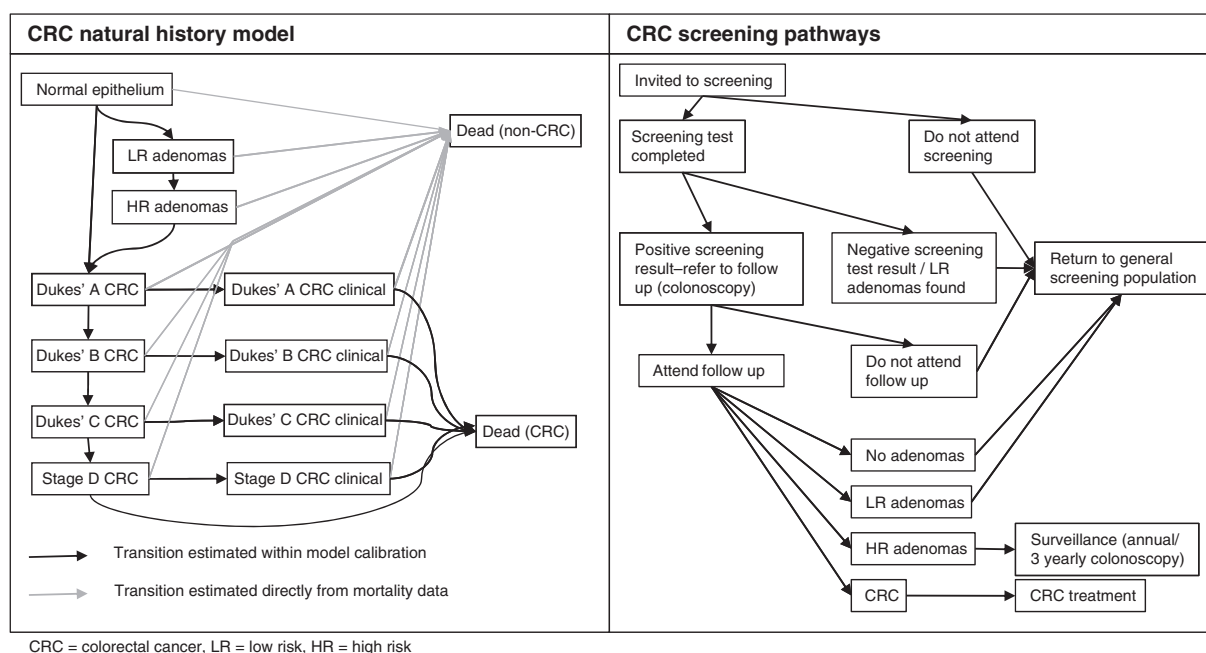 CRC natural history model
Normal epithelium
LR adenomas
HR adenomas
Dead (non-CRC)
Dukes' A CRC
Dukes' A CRC clinical
Dukes' B CRC
Dukes' B CRC clinical
Dukes' C CRC
Dukes' C CRC clinical
Dead (CRC)
Stage D CRC
Stage D CRC clinical
Transition estimated within model calibration
Transition estimated directly from mortality data
CRC screening pathways
Invited to screening
Screening test
completed
Do not attend
screening
Positive screening
result–refer to follow
up (colonoscopy)
Negative screening
test result / LR
adenomas found
Return to general
screening population
Attend follow up
Do not attend
follow up
No adenomas
LR adenomas
HR adenomas
Surveillance (annual/
3 yearly colonoscopy)
CRC
CRC treatment
CRC = colorectal cancer, LR = low risk, HR = high risk